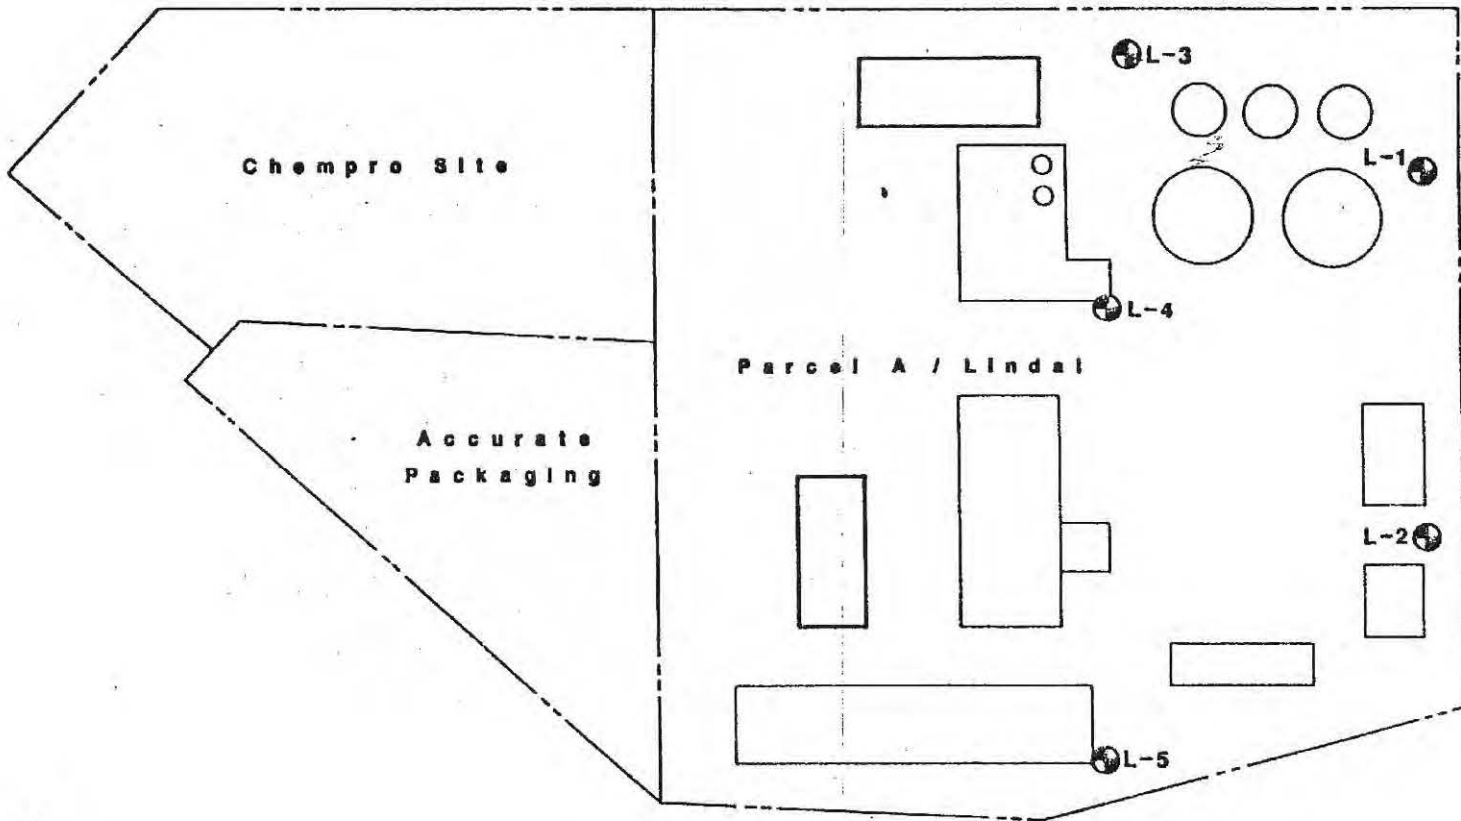 L-3
Chempro Site
L-1
L-4
Parcel A / Lindal
Accurate
Packaging
L-2
L-5